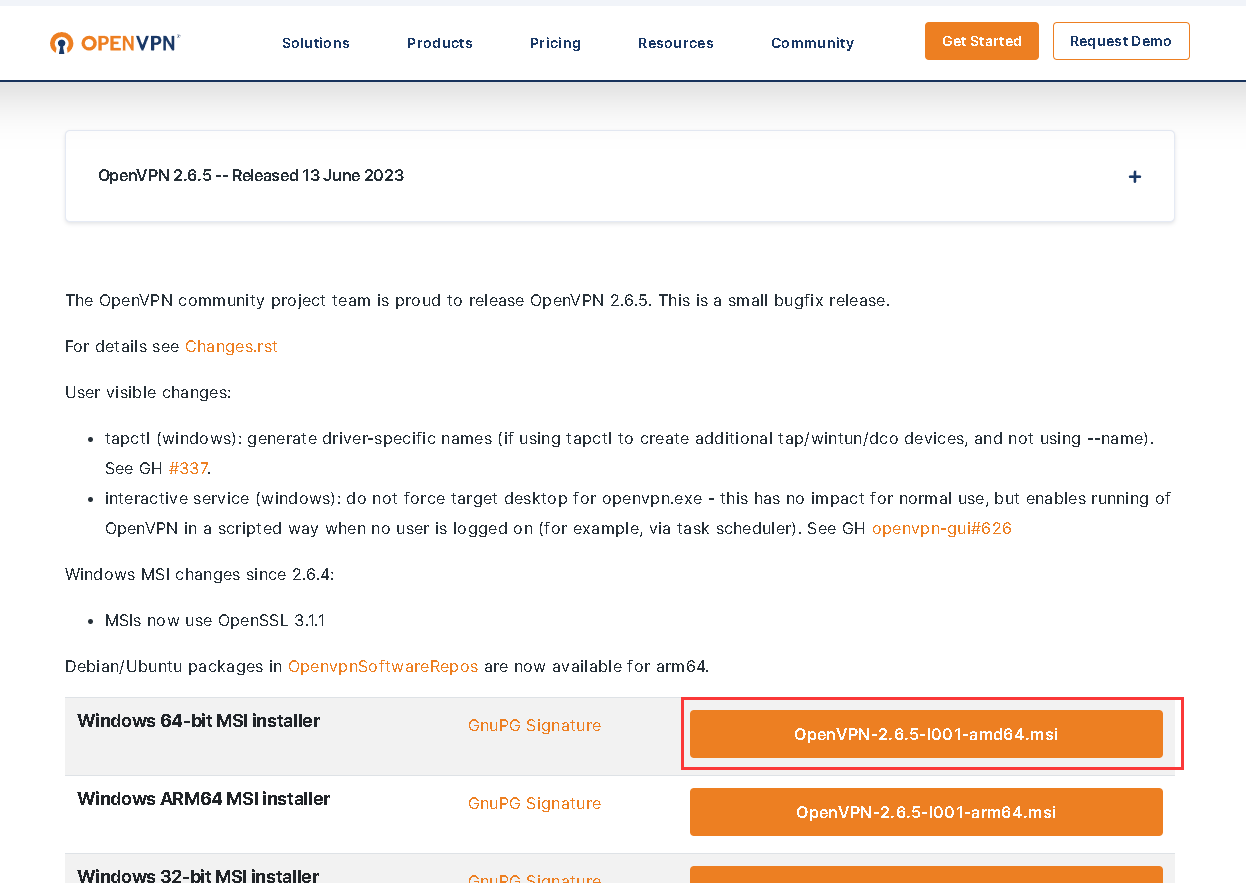 OPENVPN
Solutions
Products
Pricing
Resources
Community
Get Started
Request Demo
OpenVPN 2.6.5 -- Released 13 June 2023
+
The OpenVPN community project team is proud to release OpenVPN 2.6.5. This is a small bugfix release.
For details see Changes.rst
User visible changes:
• tapctl (windows): generate driver-specific names (if using tapctl to create additional tap/wintun/dco devices, and not using --name).
See GH #337.
• interactive service (windows): do not force target desktop for openvpn.exe - this has no impact for normal use, but enables running of
OpenVPN in a scripted way when no user is logged on (for example, via task scheduler). See GH openvpn-gui#626
Windows MSI changes since 2.6.4:
• MSIs now use OpenSSL 3.1.1
Debian/Ubuntu packages in OpenvpnSoftwareRepos are now available for arm64.
Windows 64-bit MSI installer
GnuPG Signature
OpenVPN-2.6.5-I001-amd64.msi
Windows ARM64 MSI installer
GnuPG Signature
OpenVPN-2.6.5-I001-arm64.msi
Windows 32-bit MSI installer
GnuPG Signature